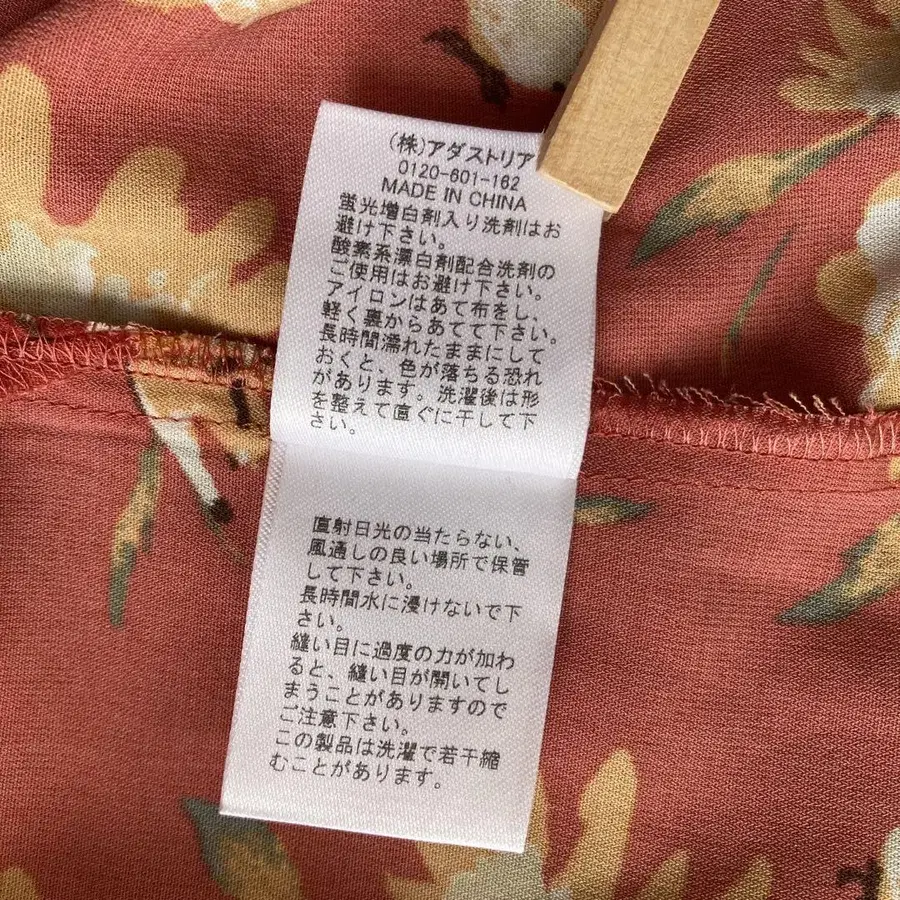 (株)アダストリア
0120-601-162
MADE IN CHINA
蛍光増白剤入り洗剤はお
避け下さい。
酸素系漂白剤配合洗剤の
ご使用はお避け下さい。
アイロンはあて布をし、
軽く裏からあてて下さい。
長時間濡れたままにして
おくと、色が落ちる恐れ
があります。洗濯後は形
を整えて直ぐに干して下
さい。
直射日光の当たらない、
風通しの良い場所で保管
して下さい。
長時間水に浸けないで下
さい。
縫い目に過度の力が加わ
ると、縫い目が開いてし
まうことがありますので
ご注意下さい。
この製品は洗濯で若干縮
むことがあります。